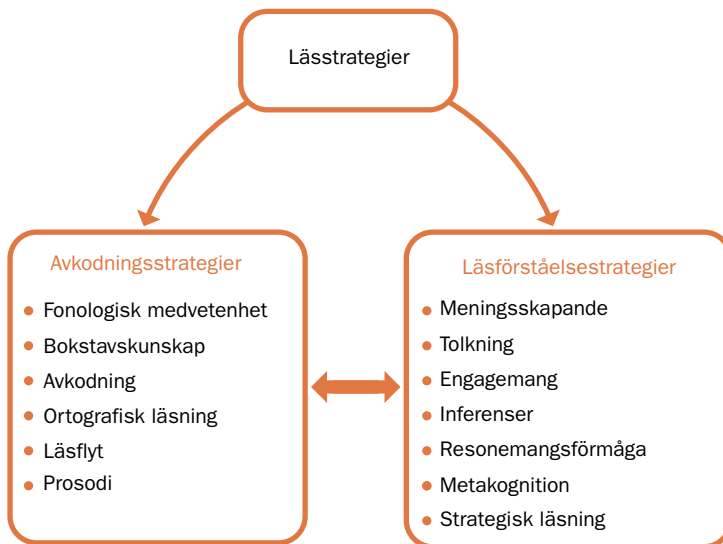 Lässtrategier
Avkodningsstrategier
Fonologisk medvetenhet
Bokstavskunskap
Avkodning
Ortografisk läsning
Läsflyt
Prosodi
Läsförståelsestrategier
Meningsskapande
Tolkning
Engagemang
Inferenser
Resonemangsförmåga
Metakognition
Strategisk läsning